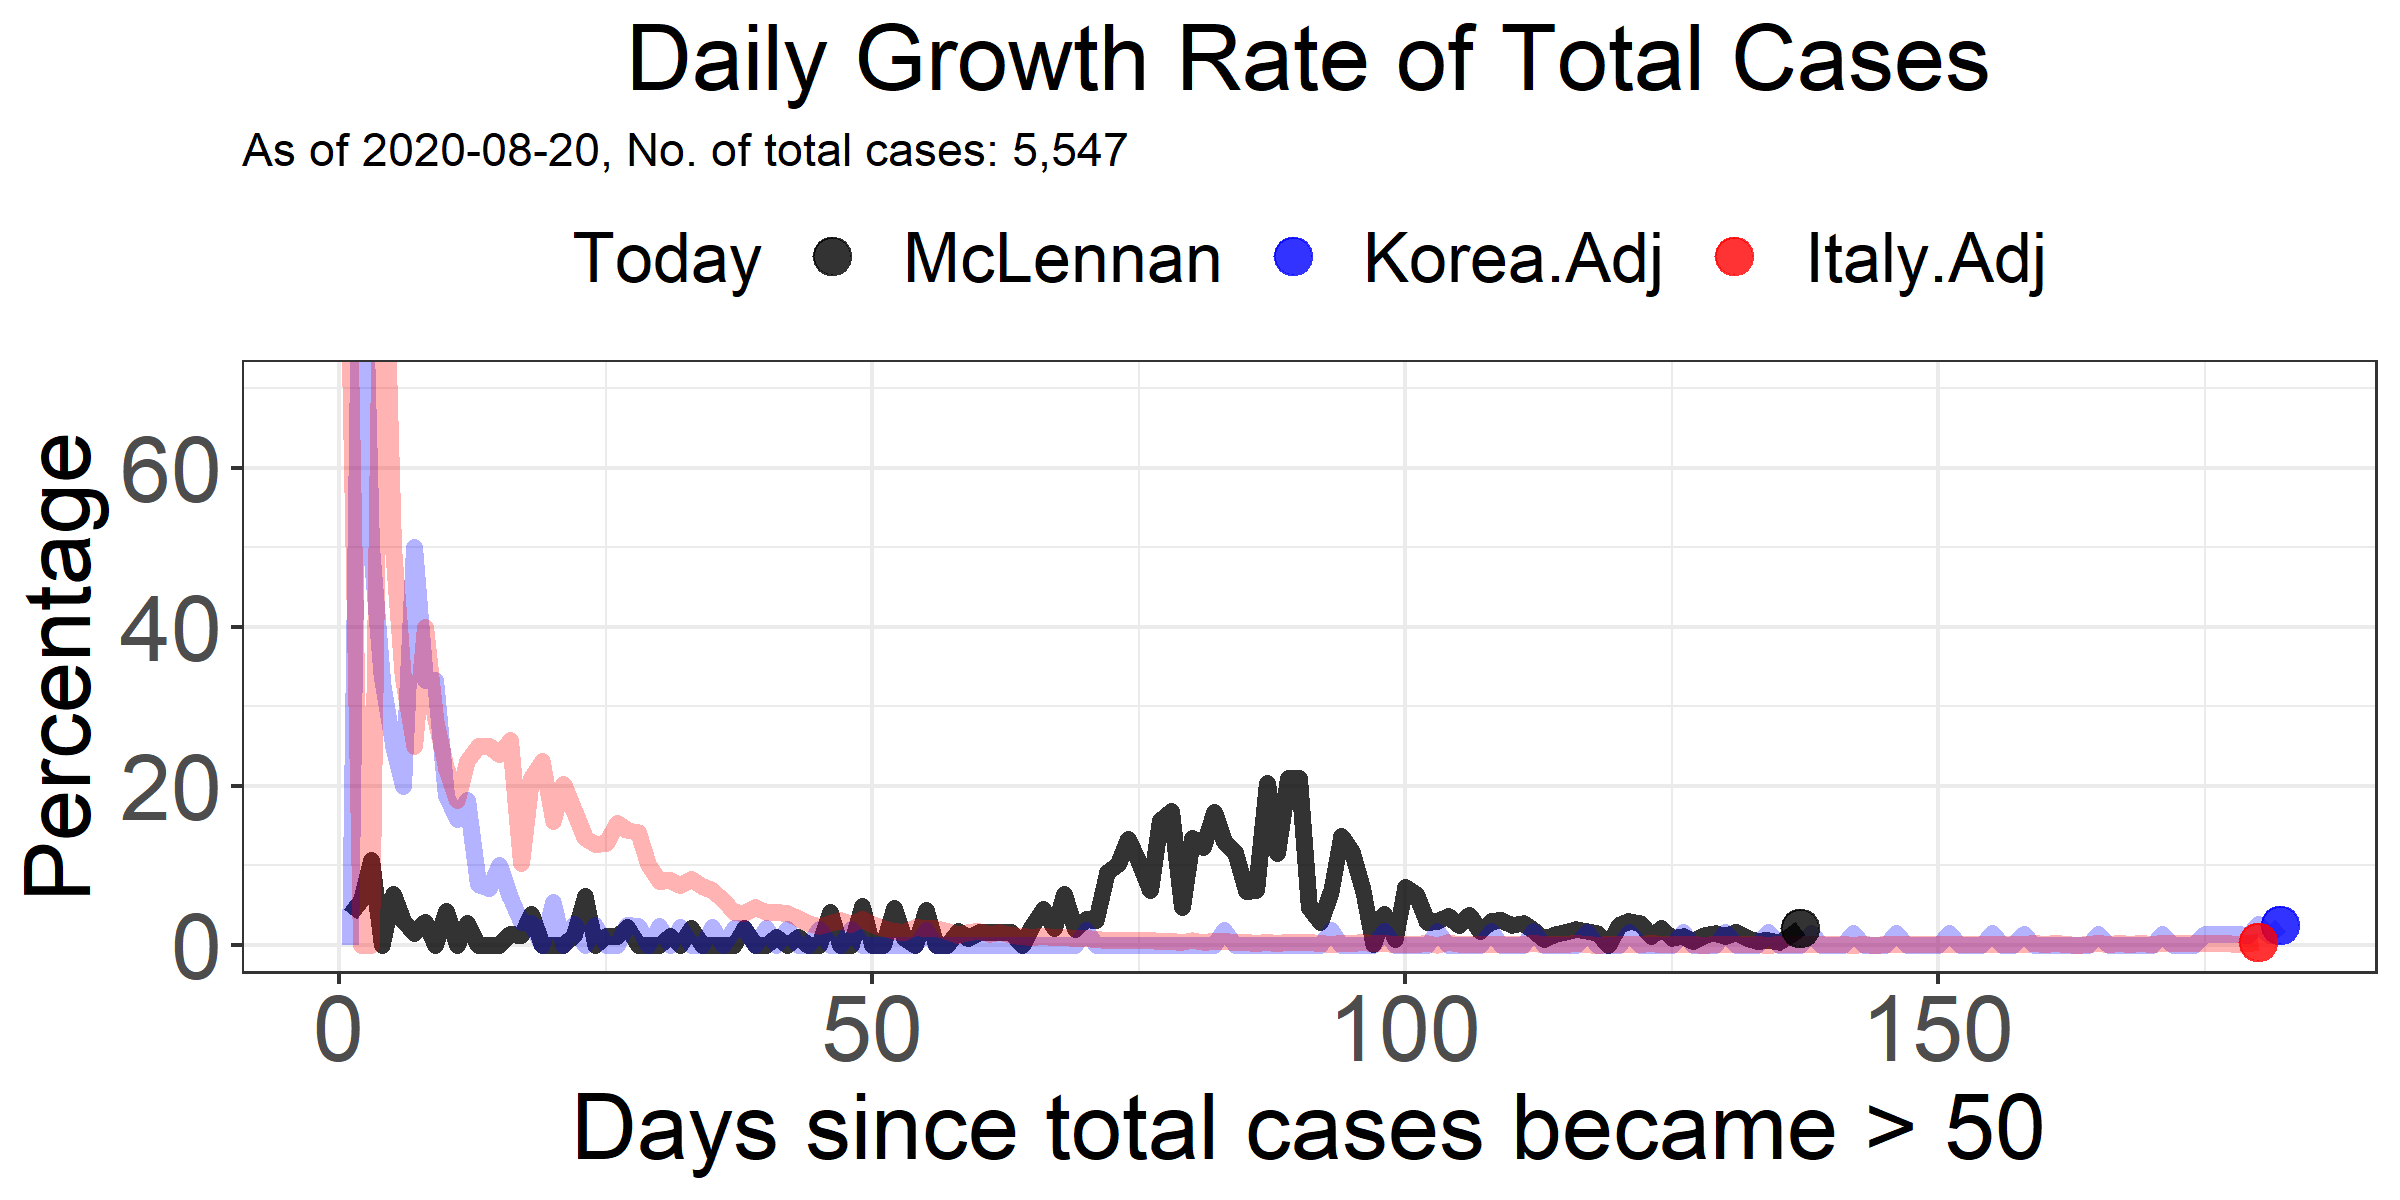 Daily Growth Rate of Total Cases
As of 2020-08-20, No. of total cases: 5,547
Today McLennan Korea.Adj Italy.Adj
Percentage
60
40
20
0
0 50 100 150
Days since total cases became > 50